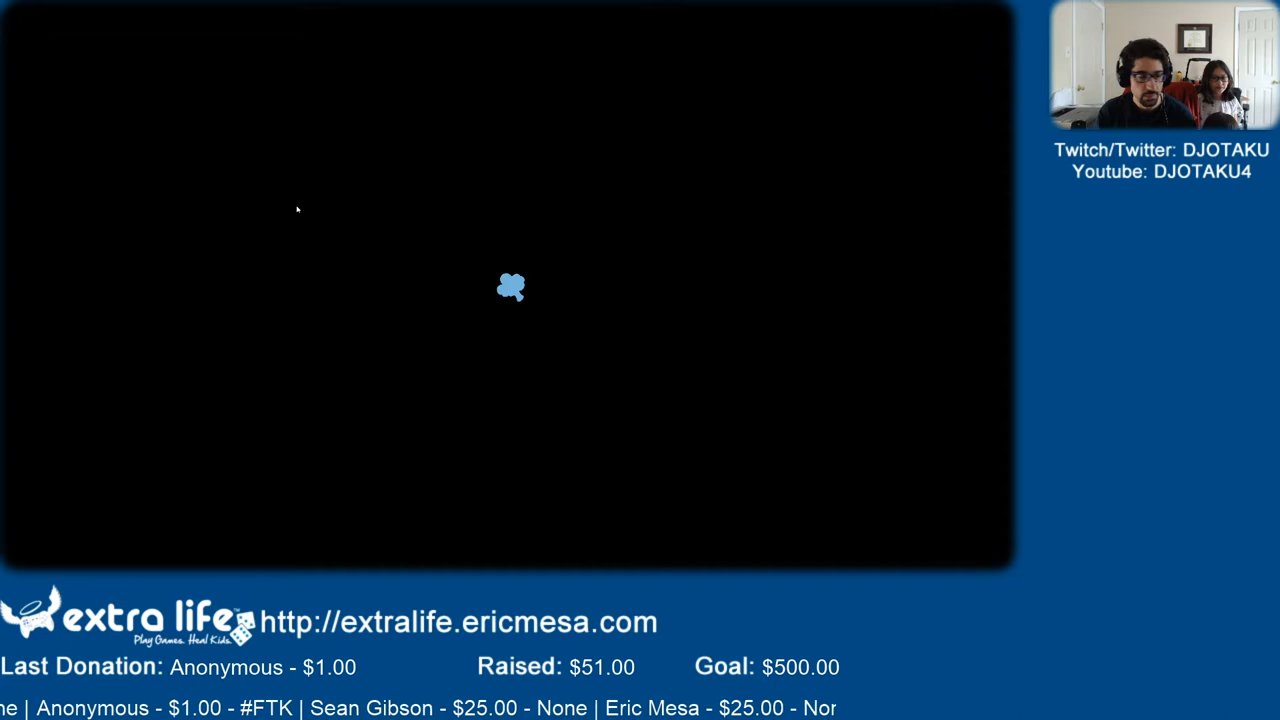 Twitch/Twitter: DJOTAKU
Youtube: DJOTAKU4
extra life
Play Games. Heal Kids.
http://extralife.ericmesa.com
Last Donation: Anonymous - $1.00
Raised: $51.00
Goal: $500.00
ne | Anonymous - $1.00 - #FTK | Sean Gibson - $25.00 - None | Eric Mesa - $25.00 - Nor